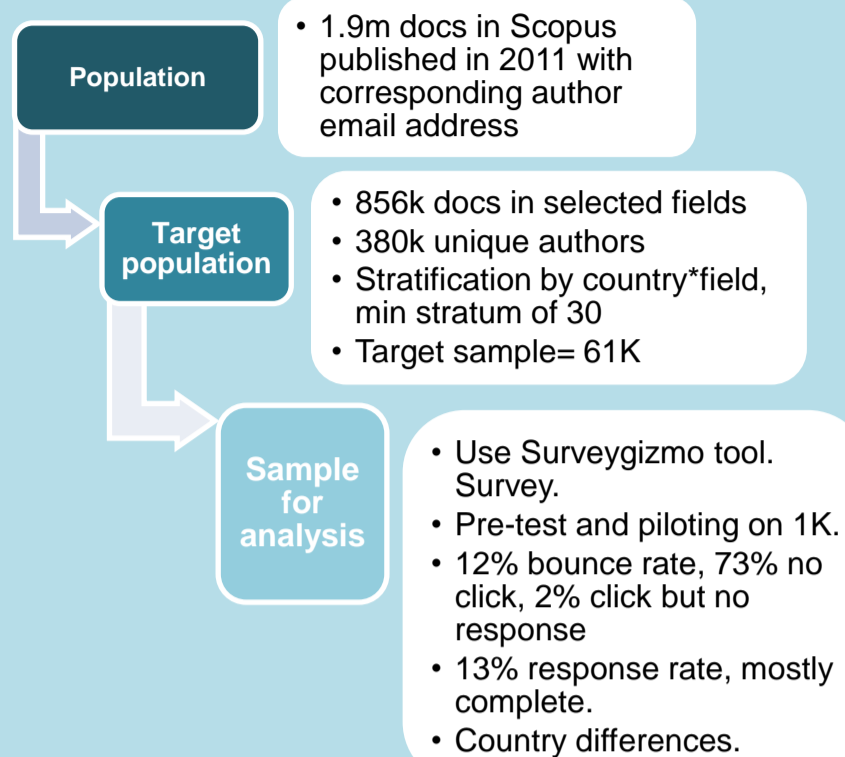 Population
• 1.9m docs in Scopus
published in 2011 with
corresponding author
email address
Target
population
• 856k docs in selected fields
• 380k unique authors
• Stratification by country*field,
min stratum of 30
• Target sample= 61K
Sample
for
analysis
• Use Surveygizmo tool.
Survey.
• Pre-test and piloting on 1K.
• 12% bounce rate, 73% no
click, 2% click but no
response
• 13% response rate, mostly
complete.
• Country differences.